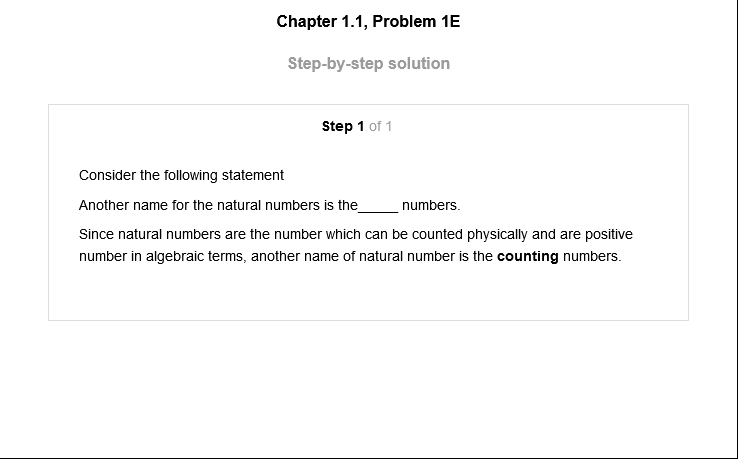 Chapter 1.1, Problem 1E
Step-by-step solution
Step 1 of 1
Consider the following statement
Another name for the natural numbers is the_____ numbers.
Since natural numbers are the number which can be counted physically and are positive
number in algebraic terms, another name of natural number is the counting numbers.